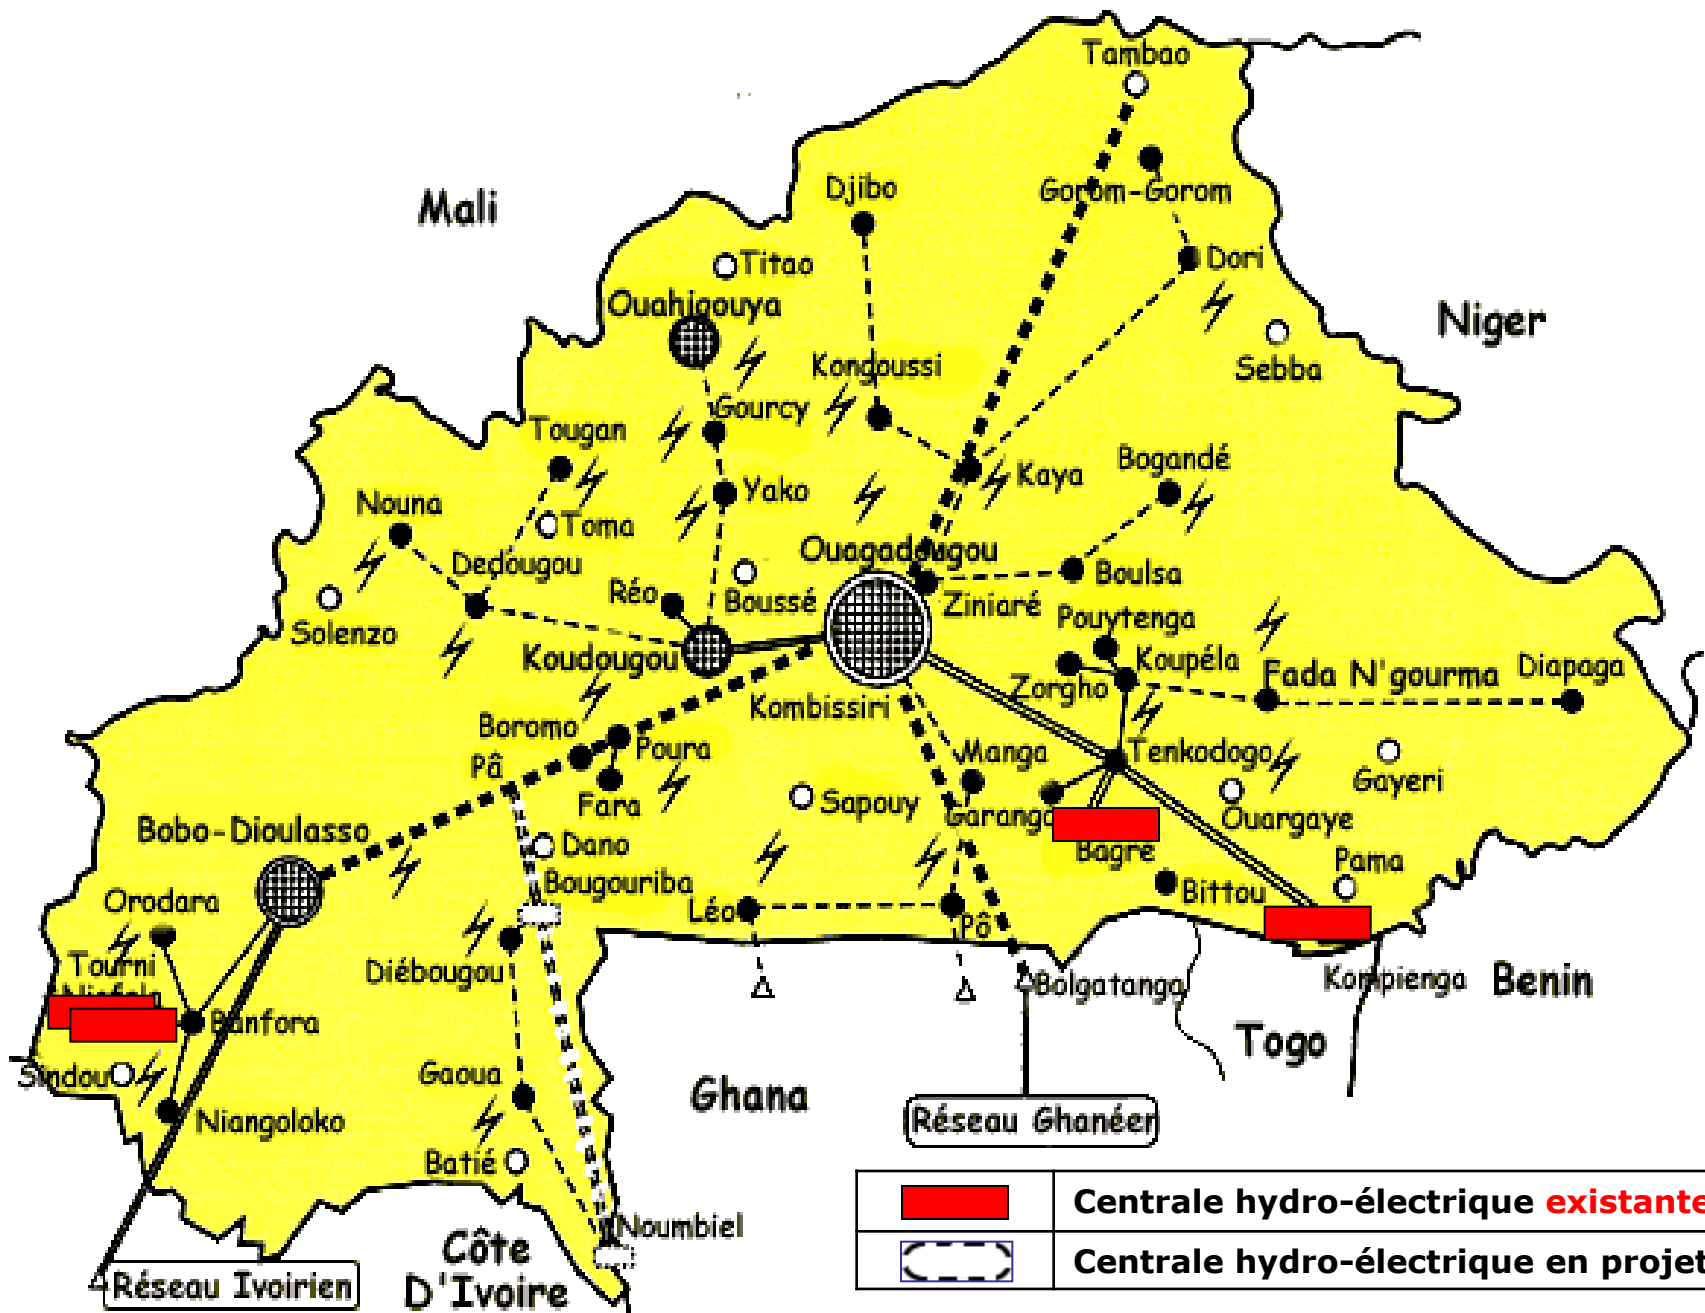 Tambao
Djibo
Gorom-Gorom
Mali
Titao
Dori
Ouahigouya
Niger
Kongoussi
Sebba
Gourcy
Tougan
Bogandé
Kaya
Nouna
Yako
Toma
Ouagadougou
Dedougou
Boulsa
Réo
Boussé
Ziniaré
Pouytenga
Solenzo
Koudougou
Koupéla
Fada N'gourma
Diapaga
Zorgho
Kombissiri
Boromo
Poura
Manga
Tenkodogo
Pâ
Gayeri
Fara
Sapouy
Garango
Ouargaye
Bobo-Dioulasso
Dano
Bagré
Pama
Bougouriba
Bittou
Orodara
Léo
Pô
Tourni
Diébougou
Bolgatanga
Kompienga
Benin
Banfora
Togo
Sindou
Gaoua
Ghana
Niangoloko
Réseau Ghanéer
Batié
Centrale hydro-électrique existante
Noumbiel
Côte
D'Ivoire
Centrale hydro-électrique en projet
Réseau Ivoirien